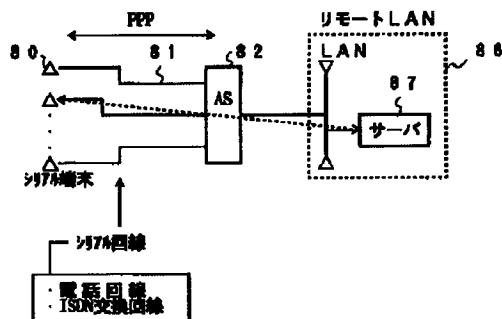 PPP
リモートLAN
80
81
82
LAN
86
87
AS
サーバ
シリアル端末
シリアル回線
・電話回線
・ISDN交換回線